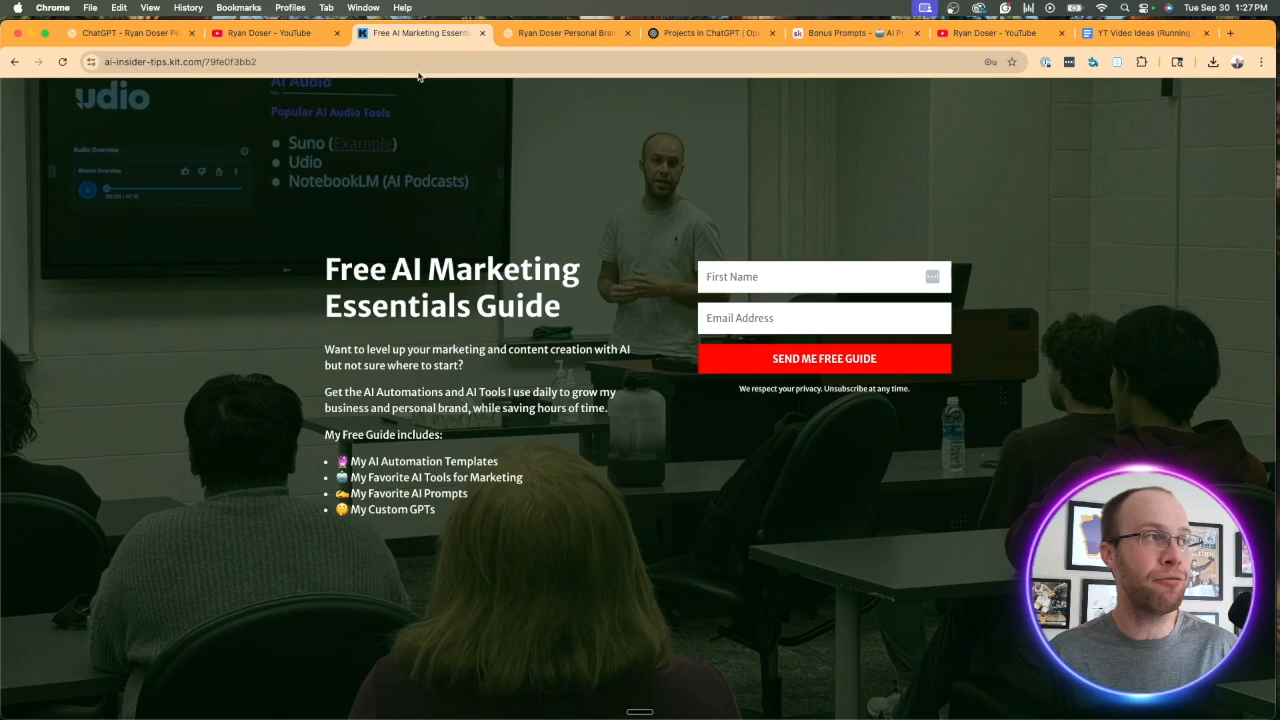 Chrome File Edit View History Bookmarks Profiles Tab Window Help Tue Sep 30 1:27 PM
ChatGPT - Ryan Doser Pe
Ryan Doser - YouTube
Free AI Marketing Essenti
Ryan Doser Personal Bran
Projects in ChatGPT | Ope
Bonus Prompts - 🤖 AI P
Ryan Doser - YouTube
YT Video Ideas (Running
ai-insider-tips.kit.com/79fe0f3bb2
AI Audio
udio
Popular AI Audio Tools
Audio Overview
• Suno (Example)
• Udio
• NotebookLM (AI Podcasts)
Free AI Marketing
Essentials Guide
Want to level up your marketing and content creation with AI
but not sure where to start?
Get the AI Automations and AI Tools I use daily to grow my
business and personal brand, while saving hours of time.
My Free Guide includes:
• 🔮 My AI Automation Templates
• 🤖 My Favorite AI Tools for Marketing
• ✍️ My Favorite AI Prompts
• 🤫 My Custom GPTs
First Name
Email Address
SEND ME FREE GUIDE
We respect your privacy. Unsubscribe at any time.